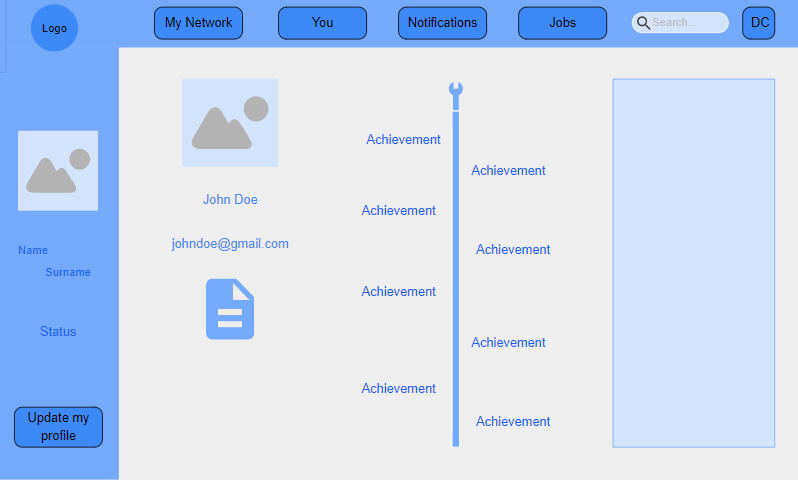 Logo
My Network
You
Notifications
Jobs
Search...
DC
Name
Surname
Status
Update my
profile
John Doe
johndoe@gmail.com
Achievement
Achievement
Achievement
Achievement
Achievement
Achievement
Achievement
Achievement